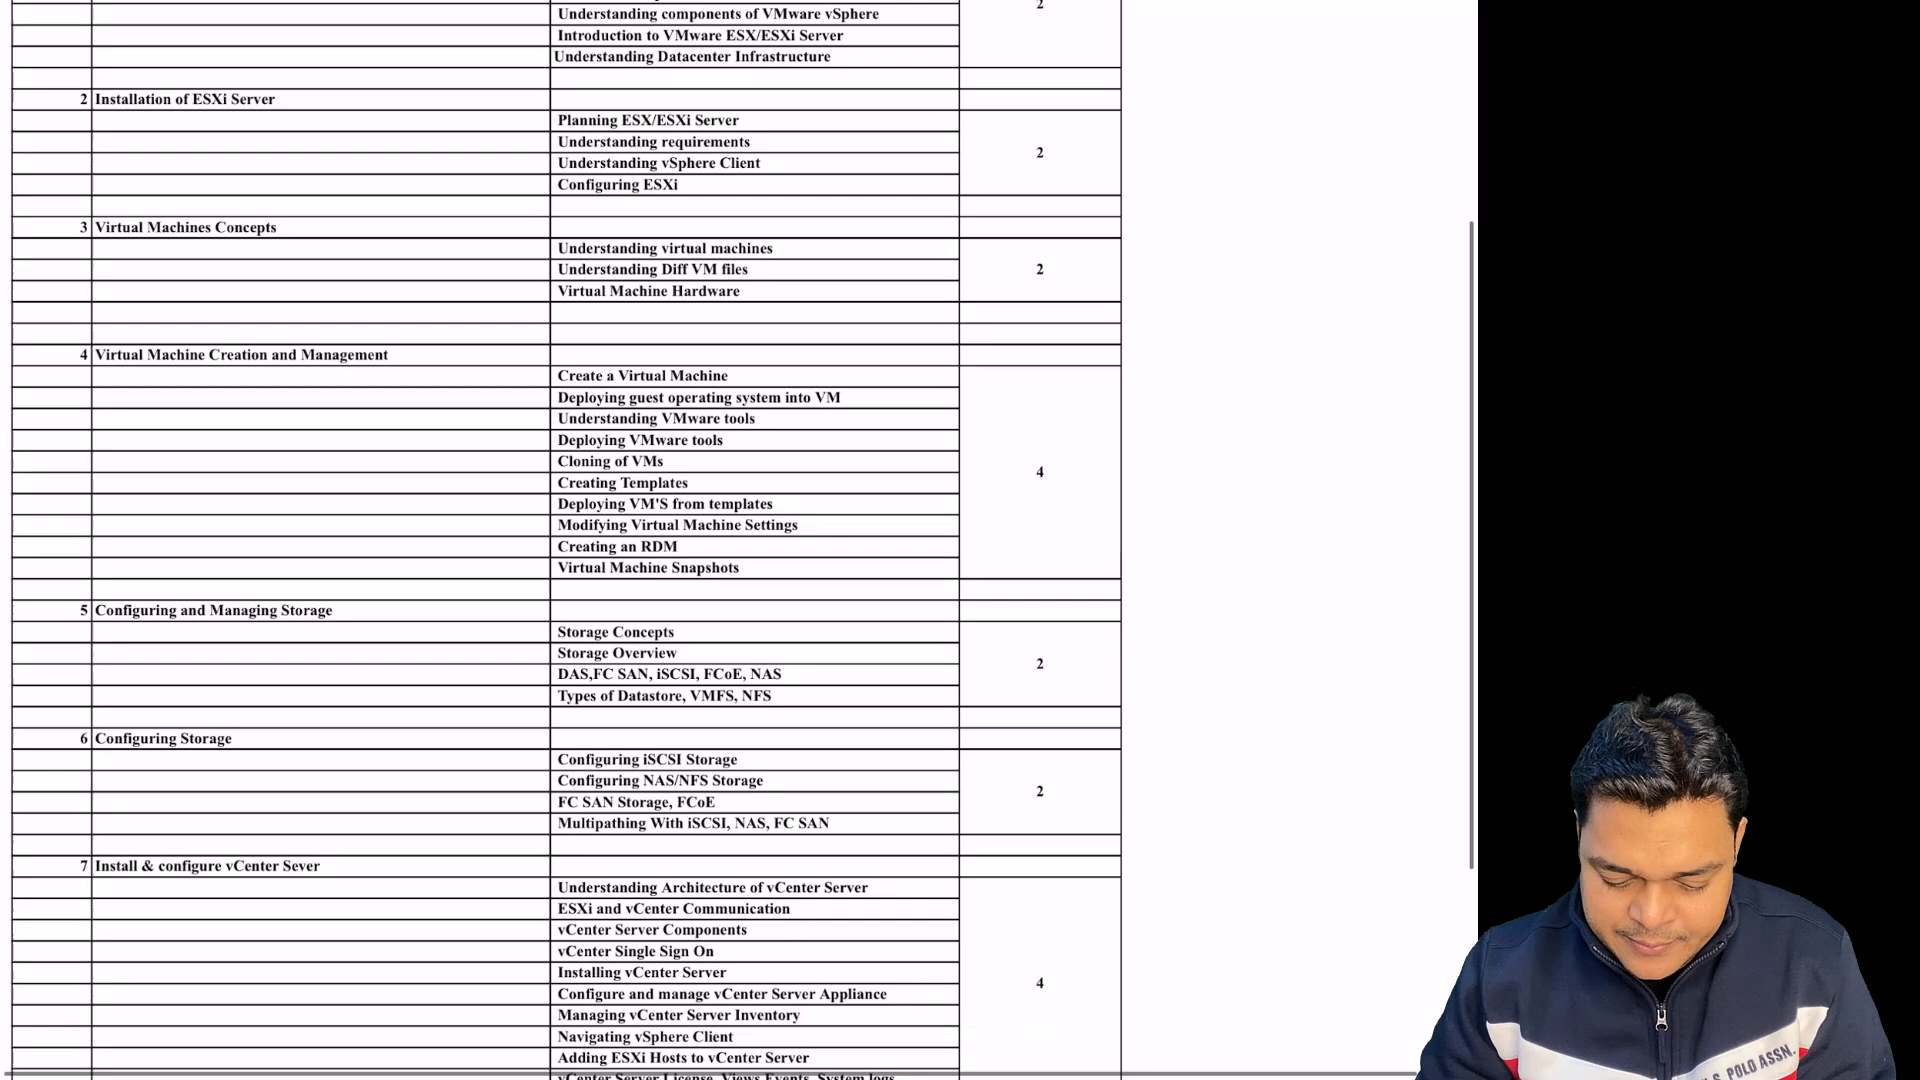 2
Understanding components of VMware vSphere
Introduction to VMware ESX/ESXi Server
Understanding Datacenter Infrastructure
2 Installation of ESXi Server
Planning ESX/ESXi Server
Understanding requirements
2
Understanding vSphere Client
Configuring ESXi
3 Virtual Machines Concepts
Understanding virtual machines
Understanding Diff VM files 2
Virtual Machine Hardware
4 Virtual Machine Creation and Management
Create a Virtual Machine
Deploying guest operating system into VM
Understanding VMware tools
Deploying VMware tools
Cloning of VMs
4
Creating Templates
Deploying VM'S from templates
Modifying Virtual Machine Settings
Creating an RDM
Virtual Machine Snapshots
5 Configuring and Managing Storage
Storage Concepts
Storage Overview
2
DAS,FC SAN, iSCSI, FCoE, NAS
Types of Datastore, VMFS, NFS
6 Configuring Storage
Configuring iSCSI Storage
Configuring NAS/NFS Storage
2
FC SAN Storage, FCoE
Multipathing With iSCSI, NAS, FC SAN
7 Install & configure vCenter Sever
Understanding Architecture of vCenter Server
ESXi and vCenter Communication
vCenter Server Components
vCenter Single Sign On
Installing vCenter Server
4
Configure and manage vCenter Server Appliance
Managing vCenter Server Inventory
Navigating vSphere Client
Adding ESXi Hosts to vCenter Server
vCenter Server License, Views Events, System logs
S. POLO ASSN.